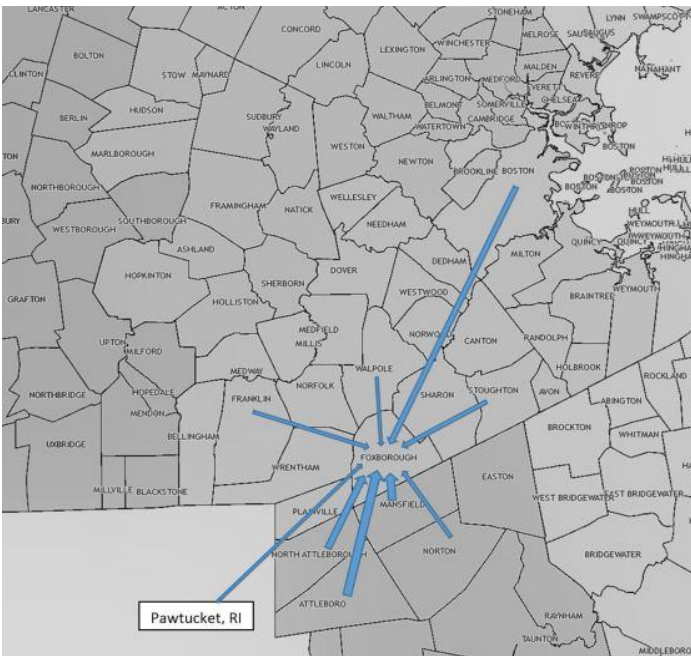 LANCASTER
ACTON
STONEHAM
LYNN SWAMPSCOTT
CONCORD
MELROSE
SAUGUS
BOLTON
WINCHESTER
LEXINGTON
LINCOLN
MALDEN
CLINTON
STOW MAYNARD
ARLINGTON MEDFORD
REVERE
NAHANT
EVERETT
CHELSEA
BERLIN
HUDSON
SUDBURY
WAYLAND
WALTHAM
BELMONT
SOMERVILLE
CAMBRIDGE
WATERTOWN
WINTHROP
MARLBOROUGH
WESTON
NEWTON
BOSTON
BROOKLINE BOSTON
NORTHBOROUGH
SOUTHBOROUGH
FRAMINGHAM
NATICK
WELLESLEY
BOSTON
BOSTON
HULL
WESTBOROUGH
NEEDHAM
WEYMOUTH
QUINCY
ASHLAND
HOPKINTON
SHERBORN
DOVER
DEDHAM
MILTON
WEYMOUTH
GRAFTON
HOLLISTON
WESTWOOD
BRAINTREE
MEDFIELD
NORWOOD
CANTON
UPTON
MILLIS
RANDOLPH
MILFORD
MEDWAY
WALPOLE
HOLBROOK
ROCKLAND
NORTHBRIDGE
HOPEDALE
NORFOLK
SHARON
STOUGHTON
AVON
MENDON
FRANKLIN
ABINGTON
UXBRIDGE
BELLINGHAM
BROCKTON
WHITMAN
WRENTHAM
FOXBOROUGH
MILLVILLE BLACKSTONE
EASTON
WEST BRIDGEWATER
EAST BRIDGEWATER
PLAINVILLE
MANSFIELD
NORTH ATTLEBOROUGH
NORTON
BRIDGEWATER
ATTLEBORO
Pawtucket, RI
RAYNHAM
TAUNTON
MIDDLEBORO